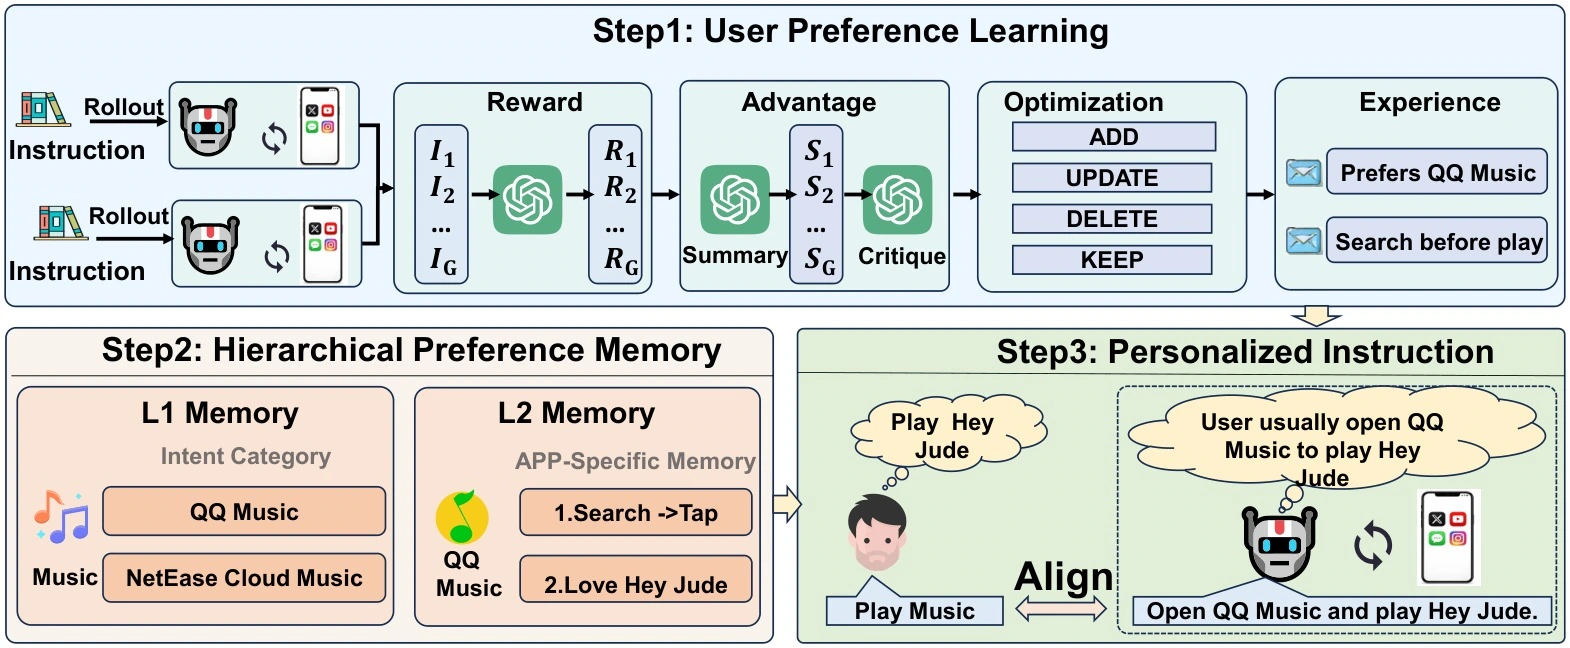 Step1: User Preference Learning
Rollout
Instruction
Rollout
Instruction
Reward
I1
I2
...
IG
R1
R2
...
RG
Advantage
Summary
S1
S2
...
SG
Critique
Optimization
ADD
UPDATE
DELETE
KEEP
Experience
Prefers QQ Music
Search before play
Step2: Hierarchical Preference Memory
L1 Memory
Intent Category
Music
QQ Music
NetEase Cloud Music
L2 Memory
APP-Specific Memory
QQ
Music
1.Search ->Tap
2.Love Hey Jude
Step3: Personalized Instruction
Play Hey
Jude
Play Music
Align
User usually open QQ
Music to play Hey
Jude
Open QQ Music and play Hey Jude.